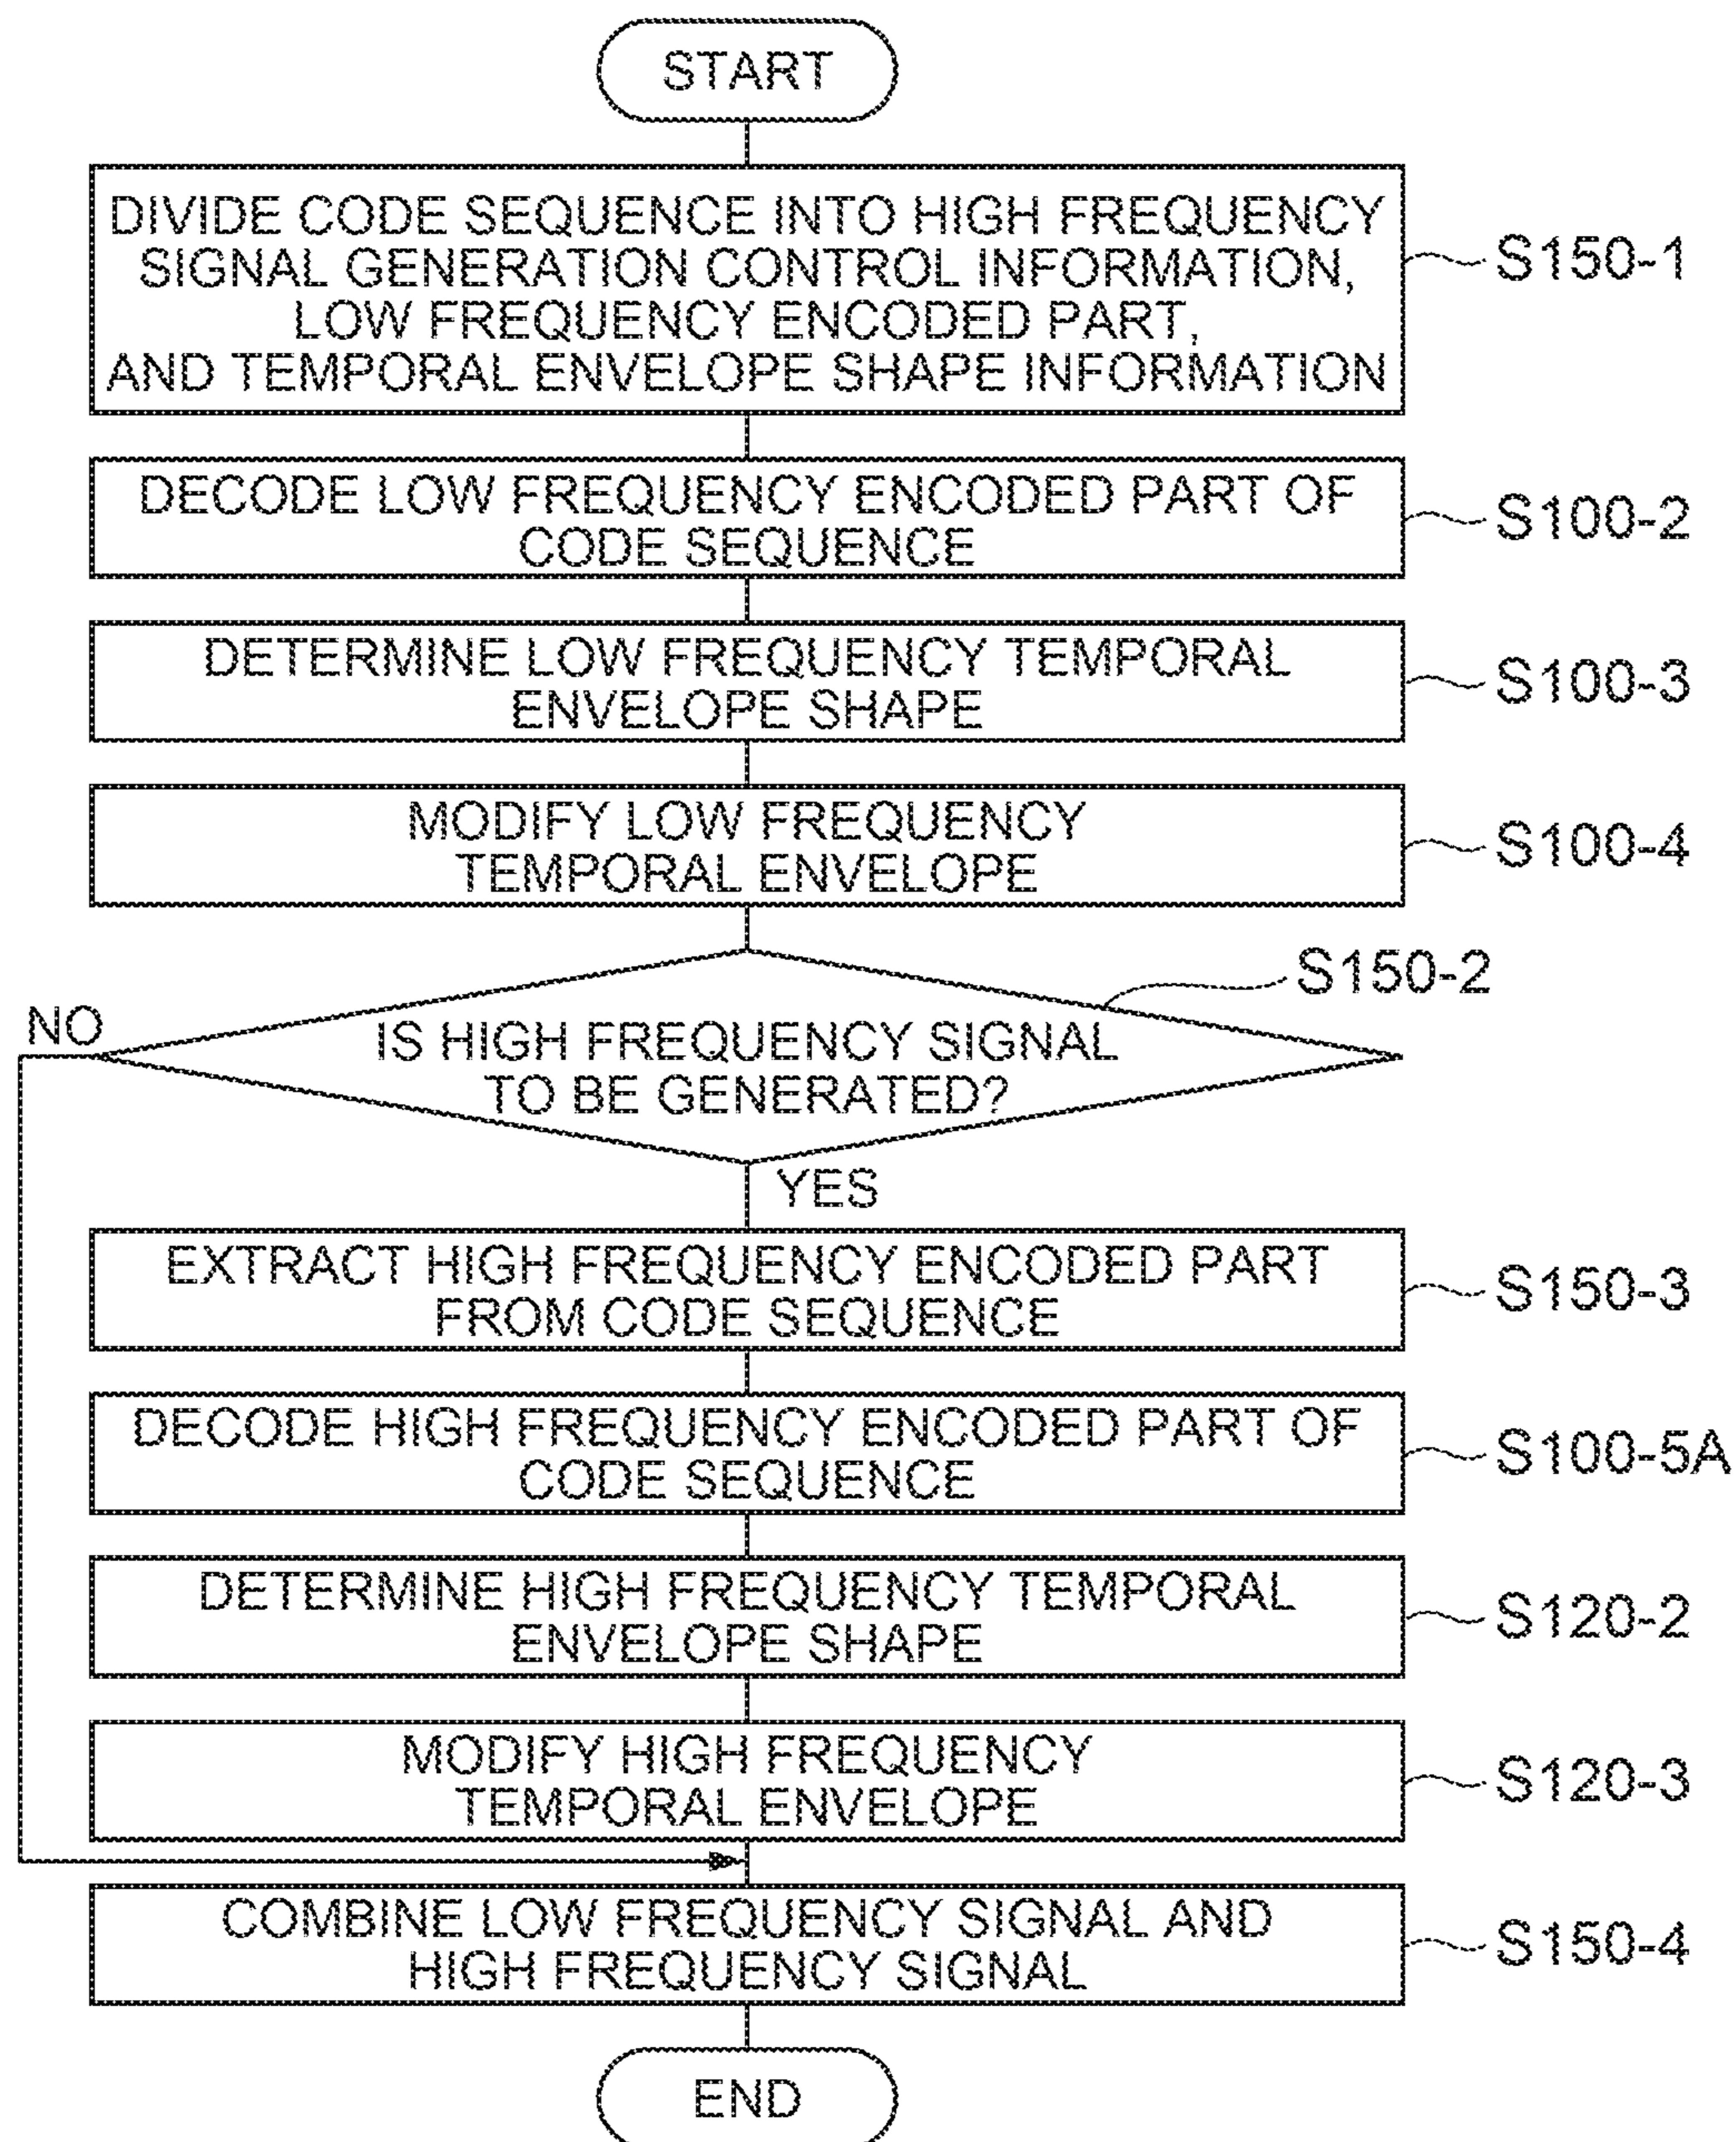 START
DIVIDE CODE SEQUENCE INTO HIGH FREQUENCY
SIGNAL GENERATION CONTROL INFORMATION,
LOW FREQUENCY ENCODED PART,
AND TEMPORAL ENVELOPE SHAPE INFORMATION
S150-1
DECODE LOW FREQUENCY ENCODED PART OF
CODE SEQUENCE
S100-2
DETERMINE LOW FREQUENCY TEMPORAL
ENVELOPE SHAPE
S100-3
MODIFY LOW FREQUENCY
TEMPORAL ENVELOPE
S100-4
S150-2
NO
IS HIGH FREQUENCY SIGNAL
TO BE GENERATED?
YES
EXTRACT HIGH FREQUENCY ENCODED PART
FROM CODE SEQUENCE
S150-3
DECODE HIGH FREQUENCY ENCODED PART OF
CODE SEQUENCE
S100-5A
DETERMINE HIGH FREQUENCY TEMPORAL
ENVELOPE SHAPE
S120-2
MODIFY HIGH FREQUENCY
TEMPORAL ENVELOPE
S120-3
COMBINE LOW FREQUENCY SIGNAL AND
HIGH FREQUENCY SIGNAL
S150-4
END